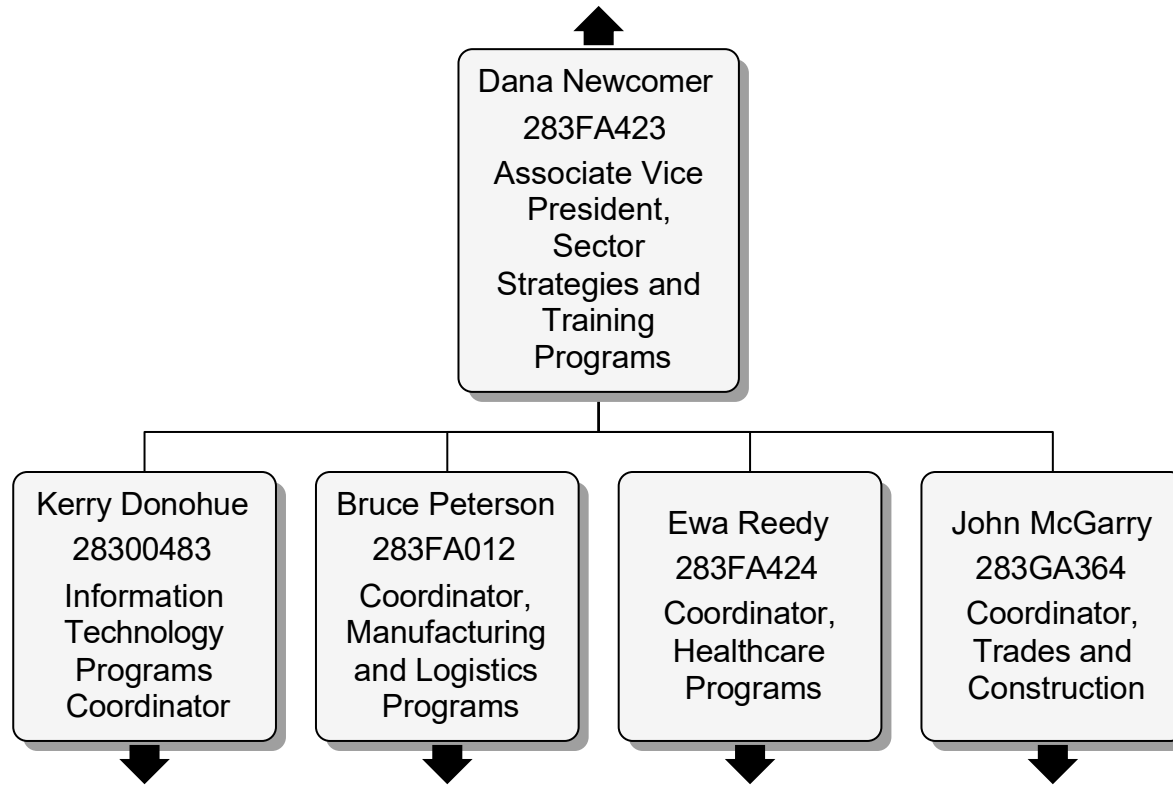 Dana Newcomer
283FA423
Associate Vice
President,
Sector
Strategies and
Training
Programs
Kerry Donohue
28300483
Information
Technology
Programs
Coordinator
Bruce Peterson
283FA012
Coordinator,
Manufacturing
and Logistics
Programs
Ewa Reedy
283FA424
Coordinator,
Healthcare
Programs
John McGarry
283GA364
Coordinator,
Trades and
Construction